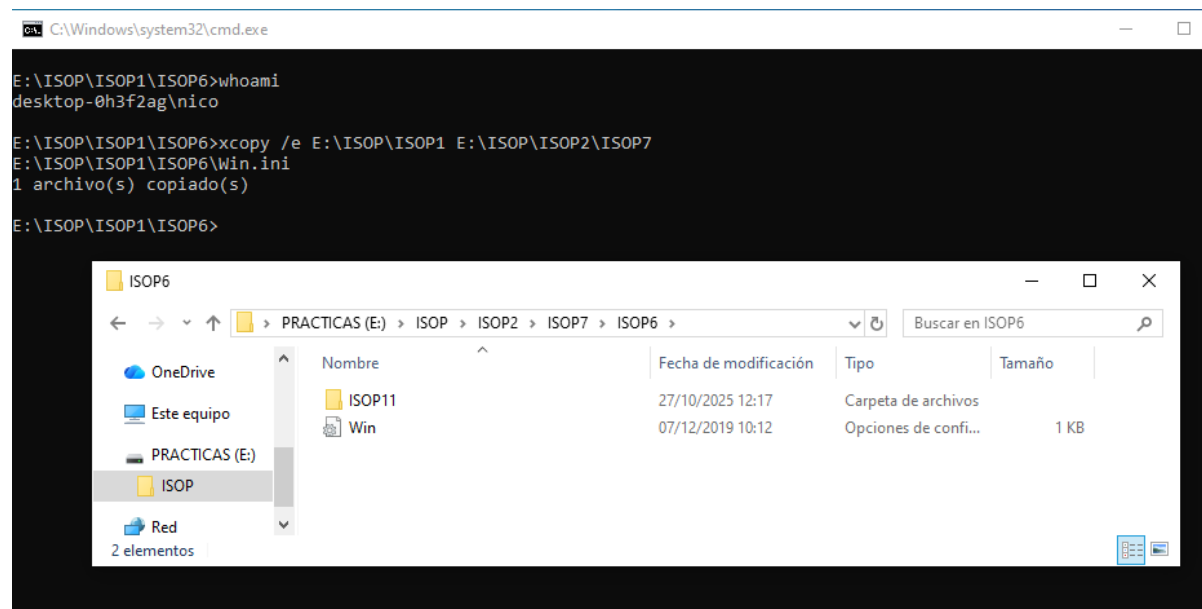 C:\Windows\system32\cmd.exe
E:\ISOP\ISOP1\ISOP6>whoami
desktop-0h3f2ag\nico
E:\ISOP\ISOP1\ISOP6>xcopy /e E:\ISOP\ISOP1 E:\ISOP\ISOP2\ISOP7
E:\ISOP\ISOP1\ISOP6\Win.ini
1 archivo(s) copiado(s)
E:\ISOP\ISOP1\ISOP6>
ISOP6
PRACTICAS (E:) > ISOP > ISOP2 > ISOP7 > ISOP6 >
Buscar en ISOP6
Nombre Fecha de modificación Tipo Tamaño
OneDrive
Este equipo
PRACTICAS (E:)
ISOP
Red
ISOP11 27/10/2025 12:17 Carpeta de archivos
Win 07/12/2019 10:12 Opciones de confi... 1 KB
2 elementos